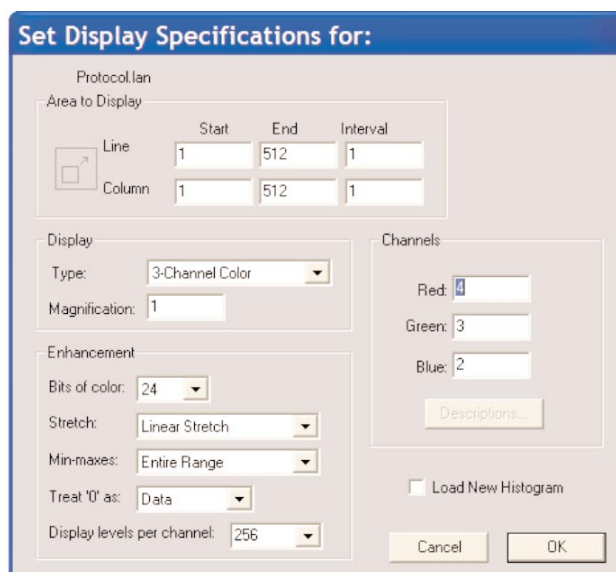 Set Display Specifications for:
Protocol.lan
Area to Display
Start End Interval
Line 1 512 1
Column 1 512 1
Display
Type: 3-Channel Color
Magnification: 1
Channels
Red: 4
Green: 3
Blue: 2
Descriptions...
Enhancement
Bits of color: 24
Stretch: Linear Stretch
Min-maxes: Entire Range
Treat '0' as: Data
Display levels per channel: 256
Load New Histogram
Cancel OK